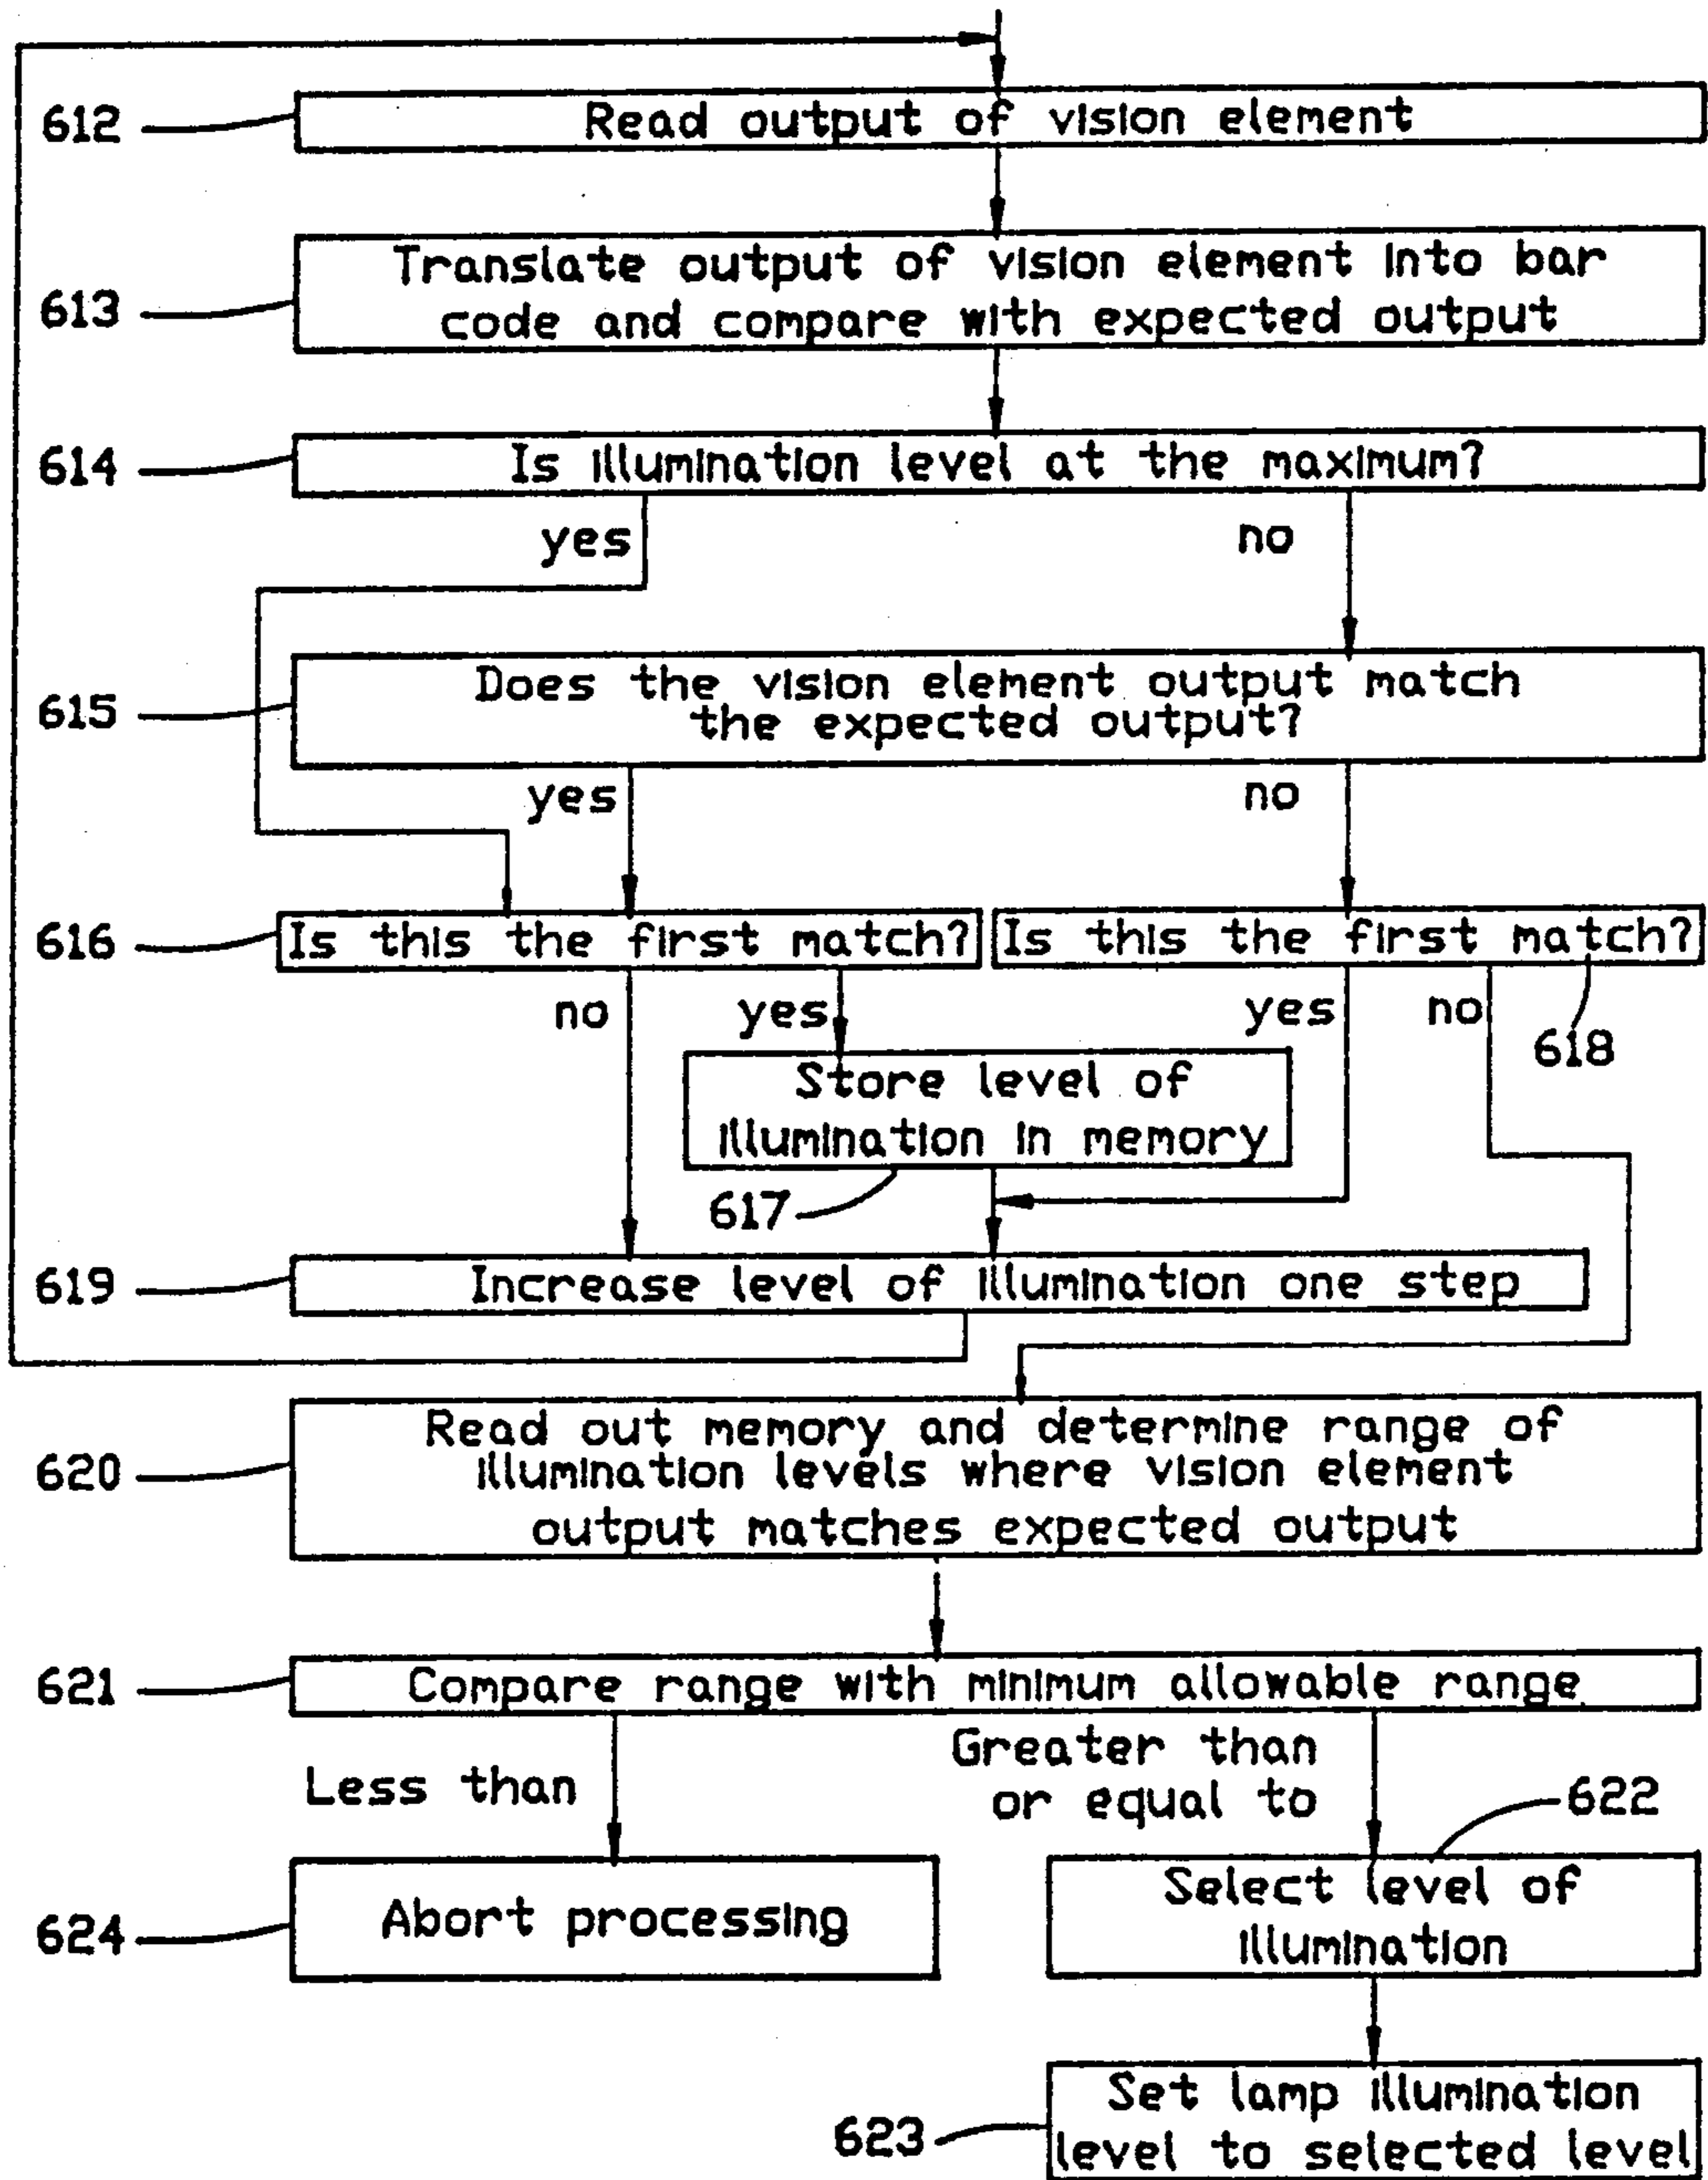 612
Read output of vision element
613
Translate output of vision element into bar
code and compare with expected output
614
Is illumination level at the maximum?
yes
no
615
Does the vision element output match
the expected output?
yes
no
616
Is this the first match?
Is this the first match?
no
yes
yes
no
618
Store level of
illumination in memory
617
619
Increase level of illumination one step
620
Read out memory and determine range of
illumination levels where vision element
output matches expected output
621
Compare range with minimum allowable range
Less than
Greater than
or equal to
622
624
Abort processing
Select level of
illumination
623
Set lamp illumination
level to selected level